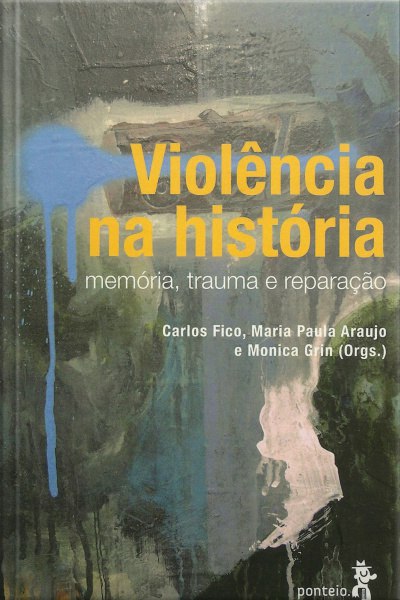 Violência
na história
memória, trauma e reparação
Carlos Fico, Maria Paula Araujo
e Monica Grin (Orgs.)
ponteio